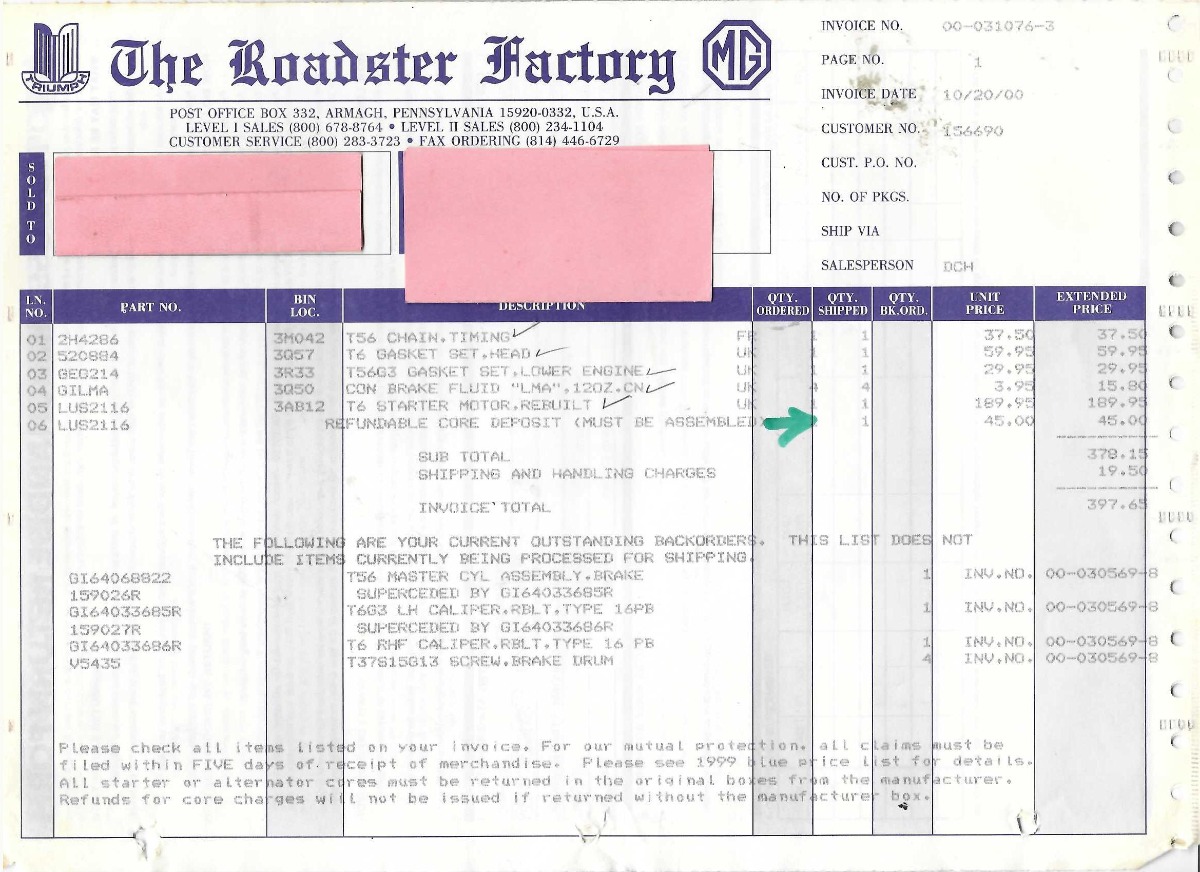 TRIUMPH
The Roadster Factory
MG
POST OFFICE BOX 332, ARMAGH, PENNSYLVANIA 15920-0332, U.S.A.
LEVEL I SALES (800) 678-8764 • LEVEL II SALES (800) 234-1104
CUSTOMER SERVICE (800) 283-3723 • FAX ORDERING (814) 446-6729
INVOICE NO. 00-031076-3
PAGE NO. 1
INVOICE DATE 10/20/00
CUSTOMER NO. 156690
CUST. P.O. NO.
NO. OF PKGS.
SHIP VIA
SALESPERSON DCH
SOLD TO
LN. NO. PART NO. BIN LOC. DESCRIPTION QTY. ORDERED QTY. SHIPPED QTY. BK.ORD. UNIT PRICE EXTENDED PRICE
01 2H4286 3M042 T56 CHAIN,TIMING 1 1 37.50 37.50
02 520884 3Q57 T6 GASKET SET,HEAD UK 1 1 59.95 59.95
03 GEG214 3R33 T56G3 GASKET SET,LOWER ENGINE UK 1 1 29.95 29.95
04 GILMA 3Q50 CON BRAKE FLUID "LMA",12OZ.CN UK 4 4 3.95 15.80
05 LUS2116 3AB12 T6 STARTER MOTOR,REBUILT UK 1 1 189.95 189.95
06 LUS2116 REFUNDABLE CORE DEPOSIT (MUST BE ASSEMBLED) 1 45.00 45.00
SUB TOTAL 378.15
SHIPPING AND HANDLING CHARGES 19.50
INVOICE TOTAL 397.65
THE FOLLOWING ARE YOUR CURRENT OUTSTANDING BACKORDERS. THIS LIST DOES NOT
INCLUDE ITEMS CURRENTLY BEING PROCESSED FOR SHIPPING.
GI64068822 T56 MASTER CYL ASSEMBLY,BRAKE 1 INV.NO. 00-030569-8
159026R SUPERCEDED BY GI64033685R
GI64033685R T6G3 LH CALIPER,RBLT,TYPE 16PB 1 INV.NO. 00-030569-8
159027R SUPERCEDED BY GI64033686R
GI64033686R T6 RHF CALIPER,RBLT,TYPE 16 PB 1 INV.NO. 00-030569-8
V5435 T37S15G13 SCREW,BRAKE DRUM 4 INV.NO. 00-030569-8
Please check all items listed on your invoice. For our mutual protection, all claims must be
filed within FIVE days of receipt of merchandise. Please see 1999 blue price list for details.
All starter or alternator cores must be returned in the original boxes from the manufacturer.
Refunds for core charges will not be issued if returned without the manufacturer box.